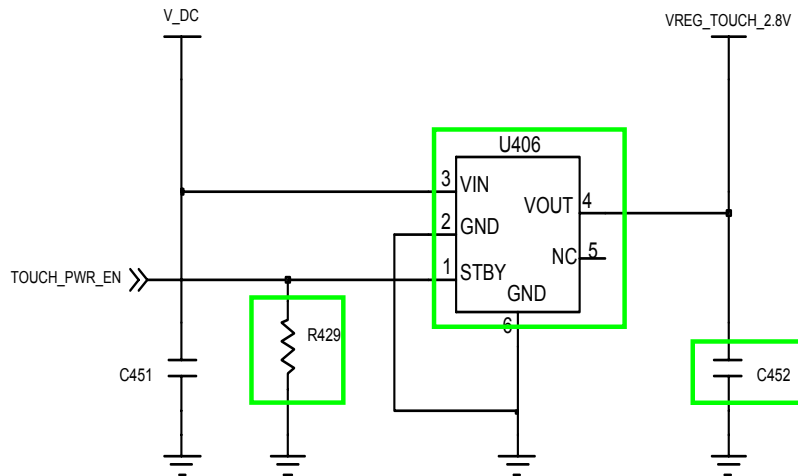 V_DC
VREG_TOUCH_2.8V
U406
3 VIN
VOUT 4
2 GND
NC 5
TOUCH_PWR_EN 1 STBY
GND
6
R429
C451
C452